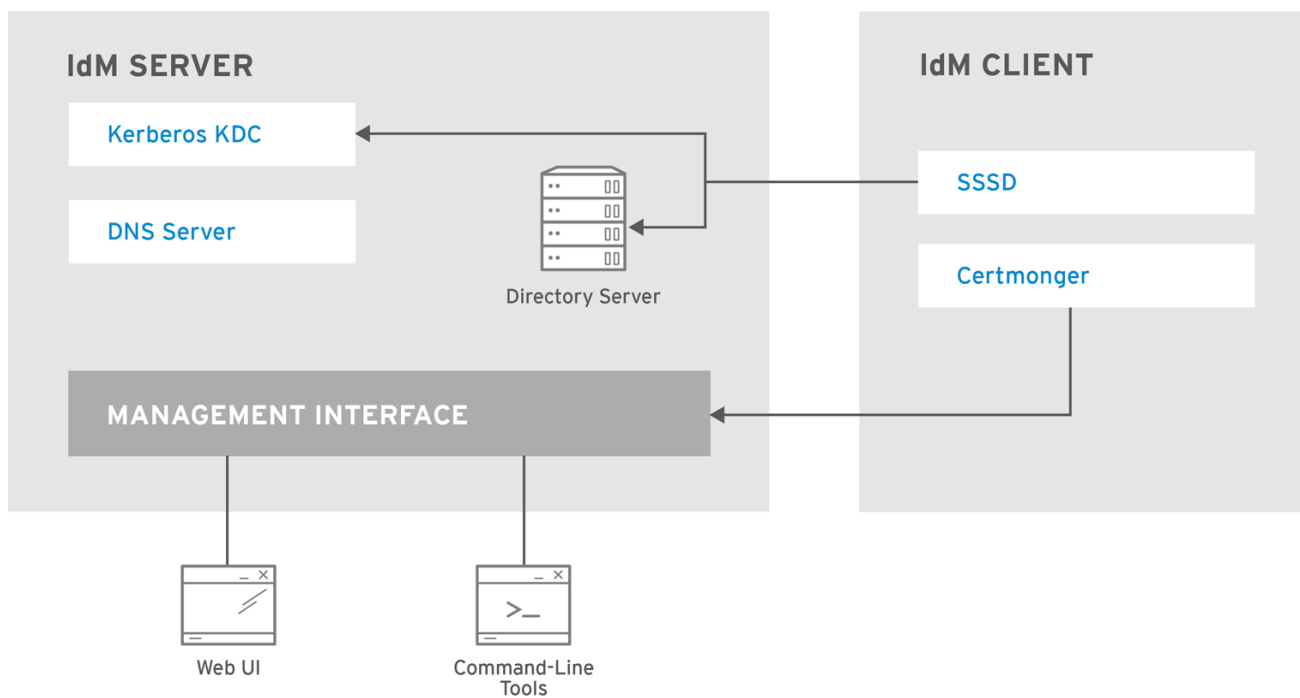 IdM SERVER
Kerberos KDC
DNS Server
Directory Server
MANAGEMENT INTERFACE
Web UI
Command-Line
Tools
IdM CLIENT
SSSD
Certmonger